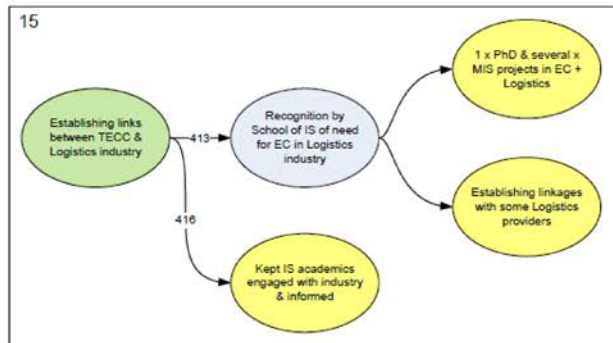 15
Establishing links
between TECC &
Logistics industry
413
416
Recognition by
School of IS of need
for EC in Logistics
industry
1 x PhD & several x
MIS projects in EC +
Logistics
Establishing linkages
with some Logistics
providers
Kept IS academics
engaged with industry
& informed